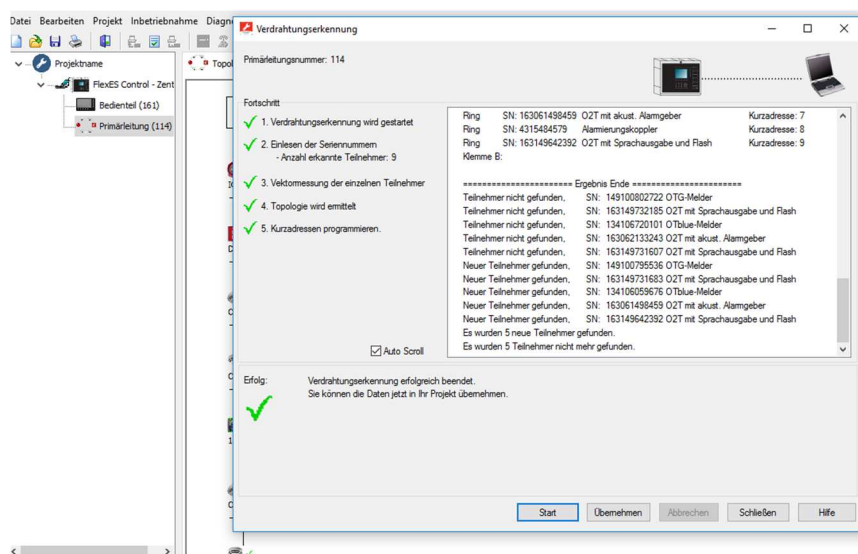 Datei Bearbeiten Projekt Inbetriebnahme Diagn
Verdrahtungserkennung
Projektname
FlexES Control - Zent
Bedienteil (161)
Primärleitung (114)
Topol
Primärleitungsnummer: 114
Fortschritt
1. Verdrahtungserkennung wird gestartet
2. Einlesen der Seriennummern
- Anzahl erkannte Teilnehmer: 9
3. Vektormessung der einzelnen Teilnehmer
4. Topologie wird ermittelt
5. Kurzadressen programmieren.
Auto Scroll
Ring SN: 163061498459 O2T mit akust. Alarmgeber Kurzadresse: 7
Ring SN: 4315484579 Alarmierungskoppler Kurzadresse: 8
Ring SN: 163149642392 O2T mit Sprachausgabe und Flash Kurzadresse: 9
Klemme B:
====================== Ergebnis Ende ======================
Teilnehmer nicht gefunden, SN: 149100802722 OTG-Melder
Teilnehmer nicht gefunden, SN: 163149732185 O2T mit Sprachausgabe und Flash
Teilnehmer nicht gefunden, SN: 134106720101 OTblue-Melder
Teilnehmer nicht gefunden, SN: 163062133243 O2T mit akust. Alarmgeber
Teilnehmer nicht gefunden, SN: 163149731607 O2T mit Sprachausgabe und Flash
Neuer Teilnehmer gefunden, SN: 149100795536 OTG-Melder
Neuer Teilnehmer gefunden, SN: 163149731683 O2T mit Sprachausgabe und Flash
Neuer Teilnehmer gefunden, SN: 134106059676 OTblue-Melder
Neuer Teilnehmer gefunden, SN: 163061498459 O2T mit akust. Alarmgeber
Neuer Teilnehmer gefunden, SN: 163149642392 O2T mit Sprachausgabe und Flash
Es wurden 5 neue Teilnehmer gefunden.
Es wurden 5 Teilnehmer nicht mehr gefunden.
Erfolg: Verdrahtungserkennung erfolgreich beendet.
Sie können die Daten jetzt in Ihr Projekt übernehmen.
Start Übernehmen Abbrechen Schließen Hilfe